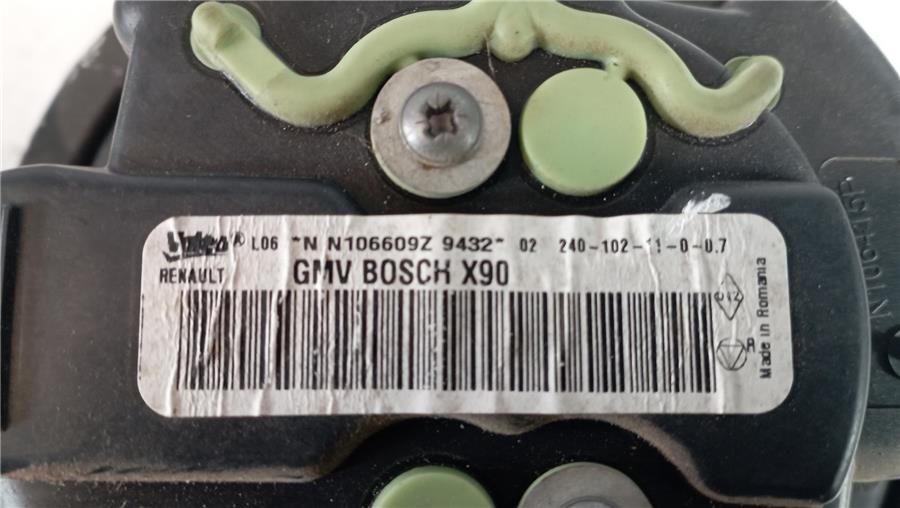 Valeo® L06 *N N106609Z 9432* 02 240-102-11-0-0.7
RENAULT GMV BOSCH X90
R
Made in Romania